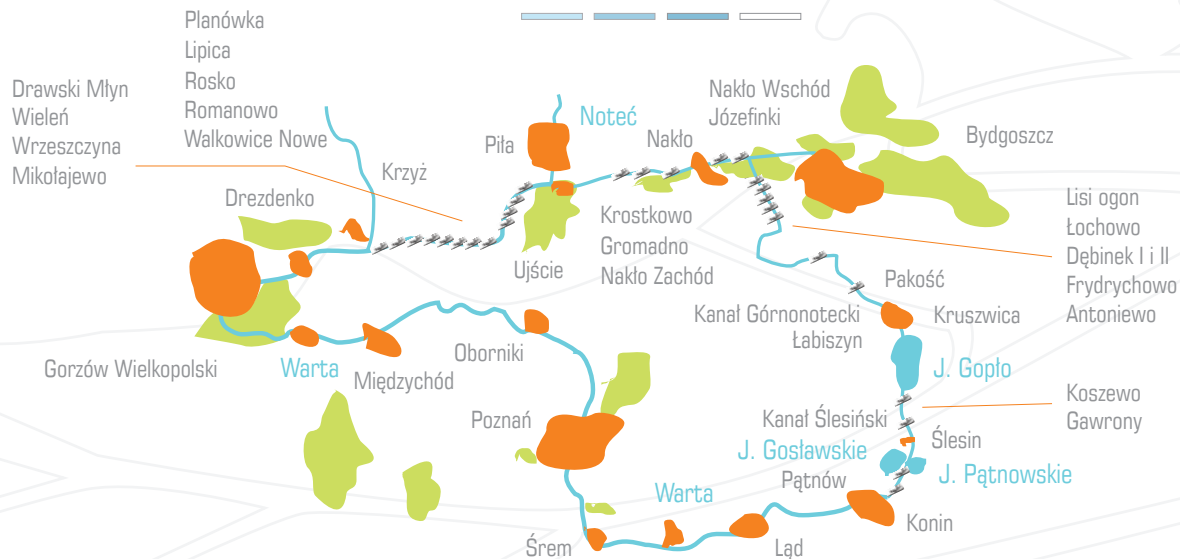 Planówka
Lipica
Rosko
Romanowo
Walkowice Nowe
Drawski Młyn
Wieleń
Wrzeszczyna
Mikołajewo
Krzyż
Drezdenko
Piła
Noteć
Nakło
Nakło Wschód
Józefinki
Bydgoszcz
Ujście
Krostkowo
Gromadno
Nakło Zachód
Lisi ogon
Łochowo
Dębinek I i II
Frydrychowo
Antoniewo
Pakość
Kanał Górnonotecki
Łabiszyn
Kruszwica
Gorzów Wielkopolski
Warta
Międzychód
Oborniki
J. Gopło
Poznań
Koszewo
Gawrony
Kanał Ślesiński
Ślesin
J. Gosławskie
J. Pątnowskie
Pątnów
Warta
Konin
Śrem
Ląd